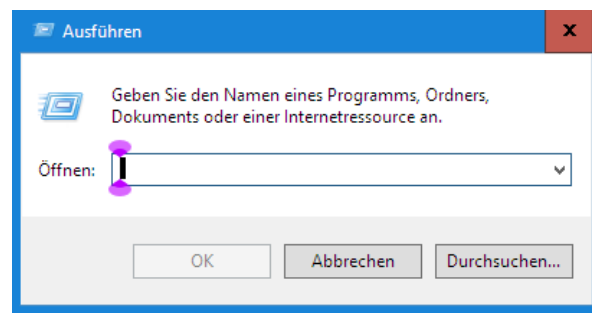 Ausführen
Geben Sie den Namen eines Programms, Ordners,
Dokuments oder einer Internetressource an.
Öffnen:
OK
Abbrechen
Durchsuchen...